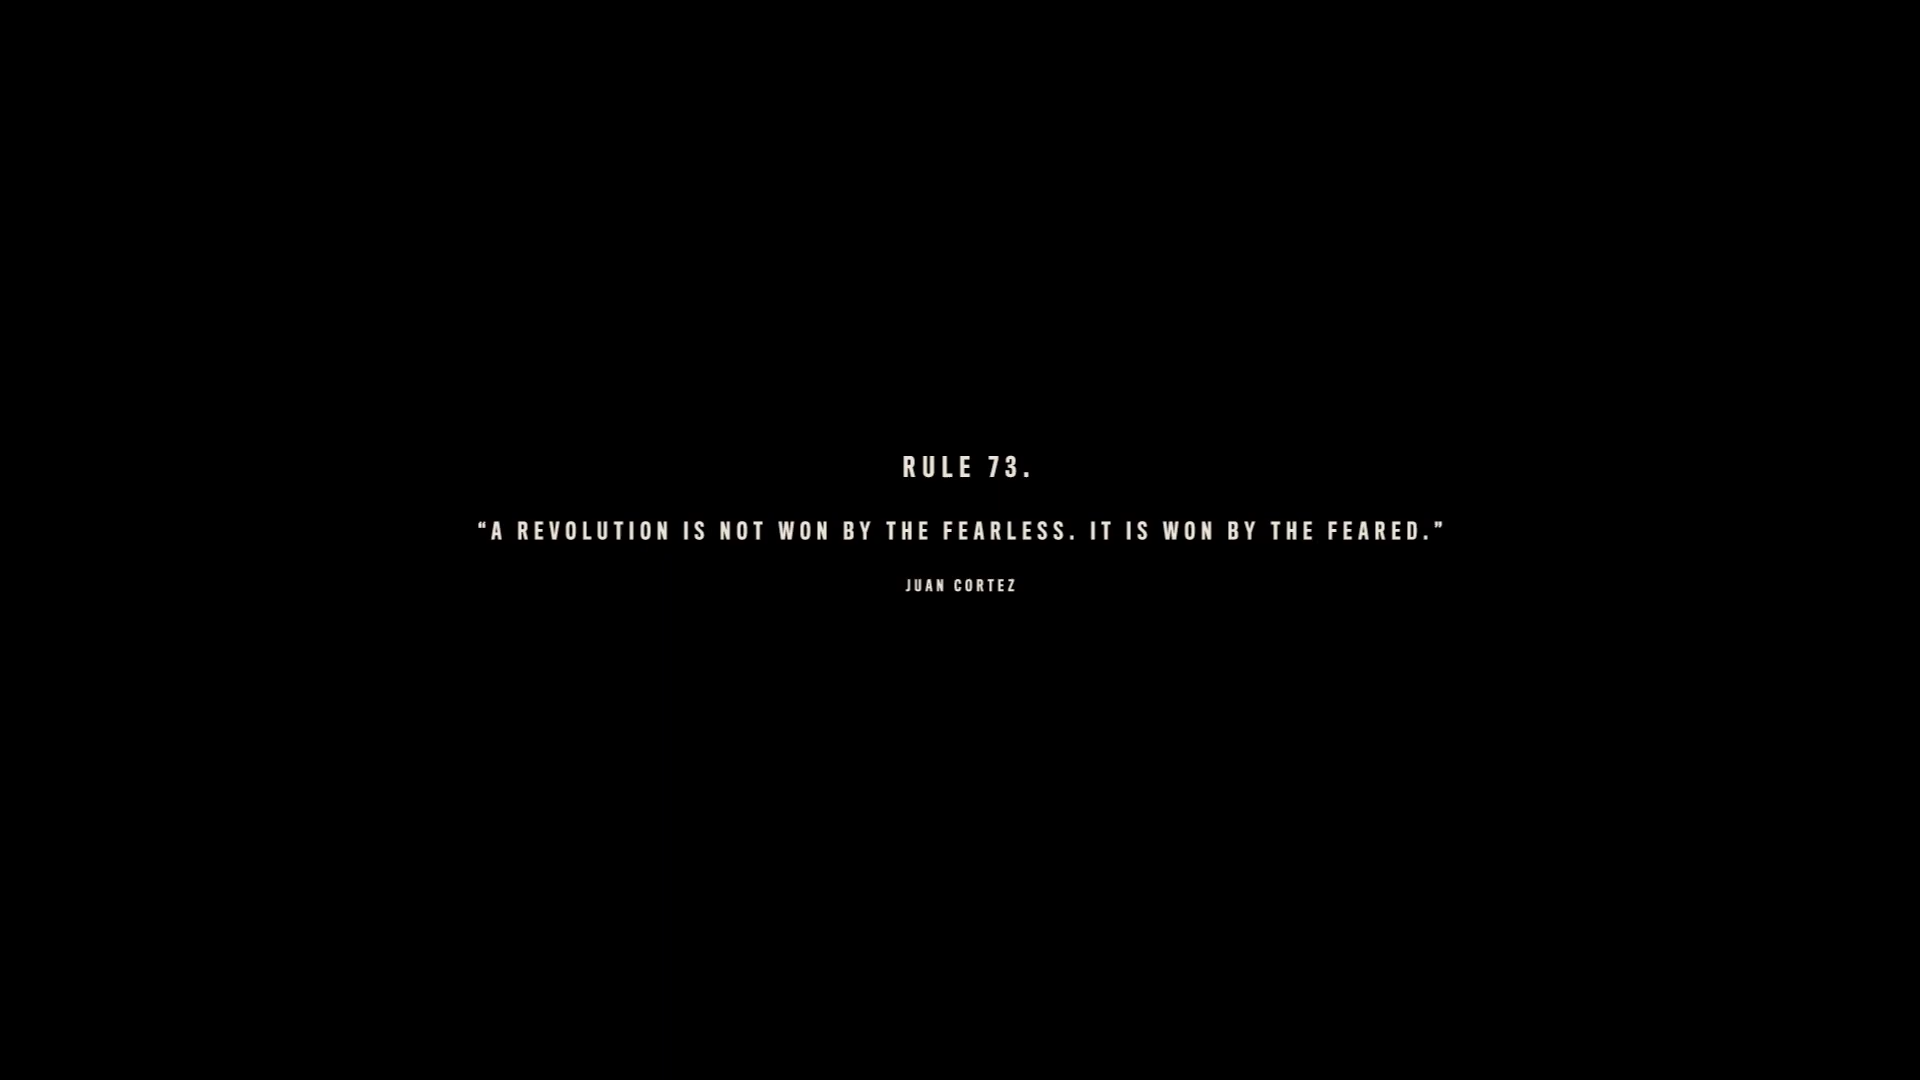 RULE 73.
“A REVOLUTION IS NOT WON BY THE FEARLESS. IT IS WON BY THE FEARED.”
JUAN CORTEZ